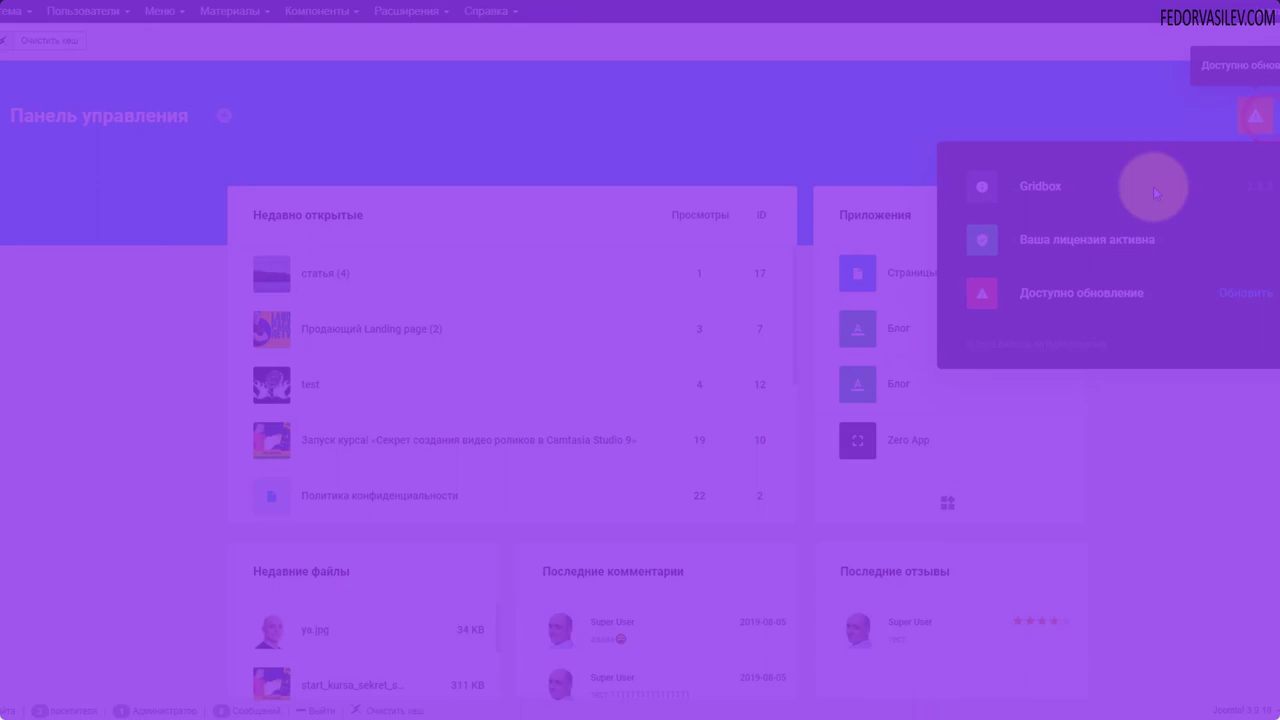 Пользователи Меню Материалы Компоненты Расширения Справка
FEDORVASILEV.COM
Очистить кеш
Доступно
Панель управления
Gridbox
Ваша лицензия активна
Доступно обновление Обновить
Недавно открытые Просмотры ID
статья (4) 1 17
Продающий Landing page (2) 3 7
test 4 12
Запуск курса! «Секрет создания видео роликов в Camtasia Studio 9» 19 10
Политика конфиденциальности 22 2
Приложения
Страницы
Блог
Блог
Zero App
Недавние файлы
ya.jpg 34 KB
start_kursa_sekret_s... 311 KB
Последние комментарии
Super User 2019-08-05
Super User 2019-08-05
Последние отзывы
Super User
тест
посетителя Администратор Сообщений Выйти Очистить кеш